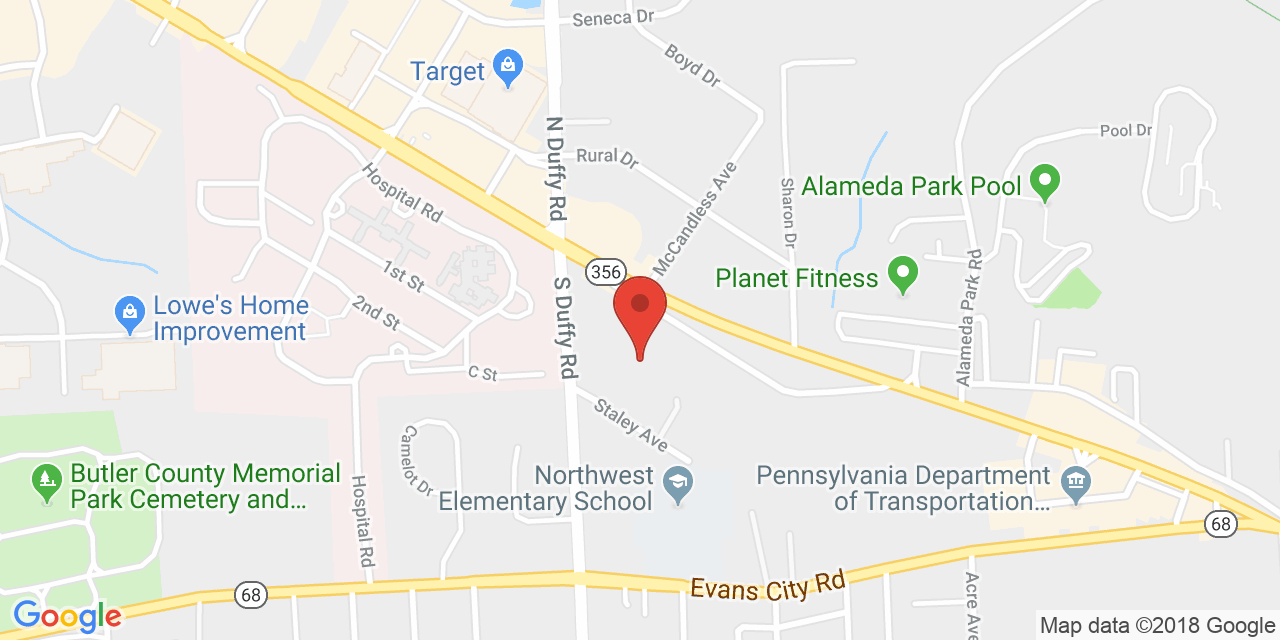 Seneca Dr
Boyd Dr
Target
N Duffy Rd
Rural Dr
Pool Dr
Hospital Rd
McCandless Ave
Sharon Dr
Alameda Park Pool
356
1st St
Planet Fitness
Alameda Park Rd
2nd St
Lowe's Home
Improvement
S Duffy Rd
C St
Staley Ave
Camelot Dr
Butler County Memorial
Park Cemetery and...
Hospital Rd
Northwest
Elementary School
Pennsylvania Department
of Transportation...
68
68
Evans City Rd
Acre Ave
Google
Map data ©2018 Google